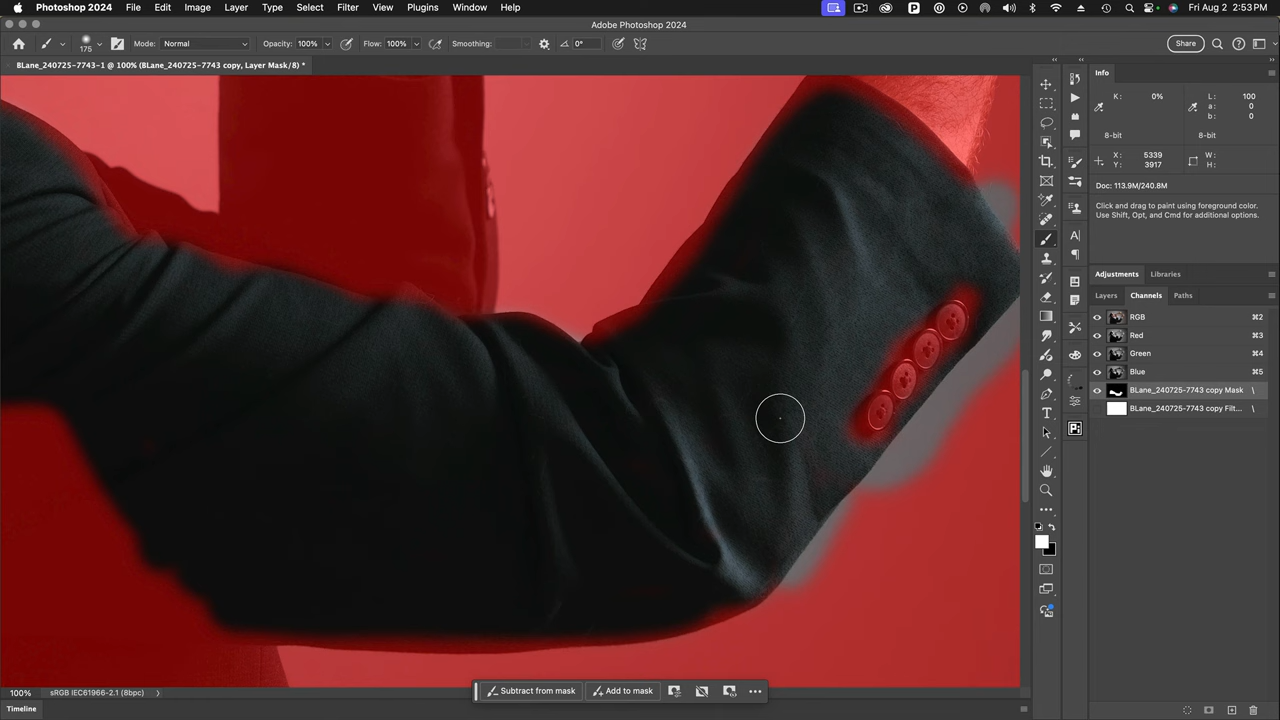 Photoshop 2024 File Edit Image Layer Type Select Filter View Plugins Window Help Fri Aug 2 2:53 PM
Adobe Photoshop 2024
175 Mode: Normal Opacity: 100% Flow: 100% Smoothing: 0° Share
BLane_240725-7743-1 @ 100% (BLane_240725-7743 copy, Layer Mask/8) *
Info
K: 0% L: 100
a: 0
b: 0
8-bit 8-bit
X: 5339 W:
Y: 3917 H:
Doc: 113.9M/240.8M
Click and drag to paint using foreground color.
Use Shift, Opt, and Cmd for additional options.
Adjustments Libraries
Layers Channels Paths
RGB ⌘2
Red ⌘3
Green ⌘4
Blue ⌘5
BLane_240725-7743 copy Mask \
BLane_240725-7743 copy Filt... \
Subtract from mask Add to mask
100% sRGB IEC61966-2.1 (8bpc)
Timeline